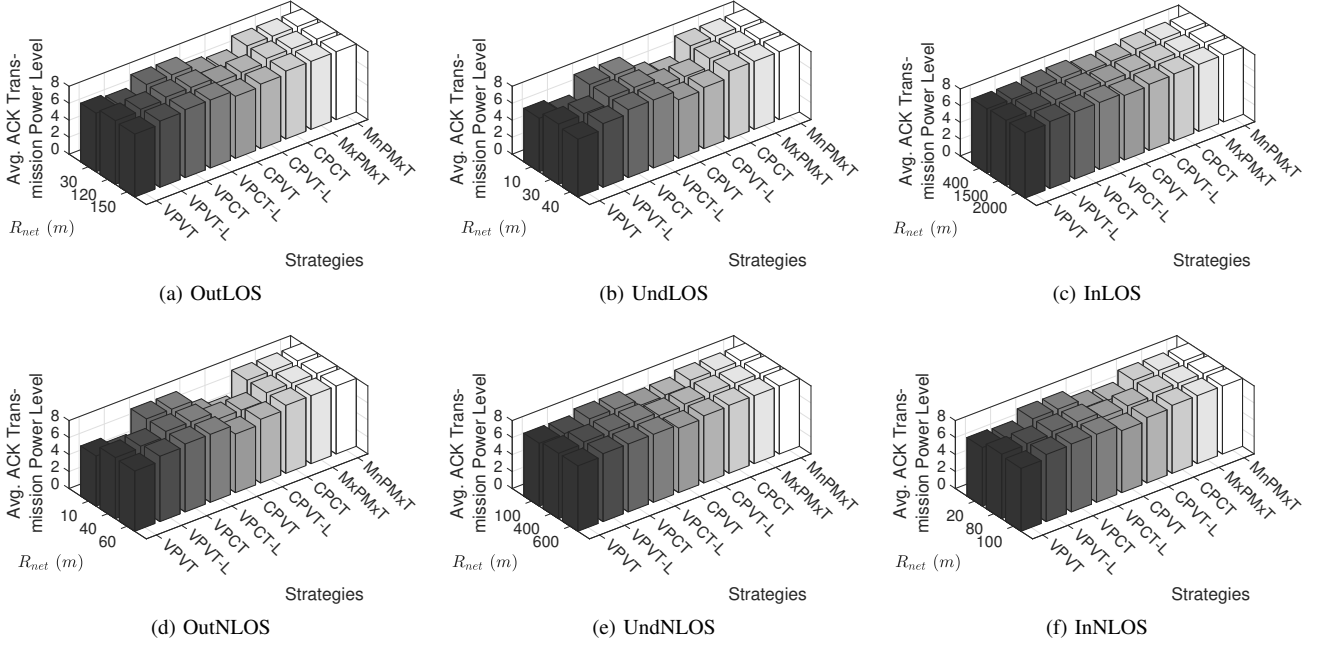 Avg. ACK Trans-
mission Power Level
8
6
4
2
0
30
120
150
R_net (m)
VPVT
VPVT-L
VPCT
VPCT-L
CPVT
CPVT-L
CPCT
MxPMxT
MnPMxT
Strategies
(a) OutLOS
Avg. ACK Trans-
mission Power Level
8
6
4
2
0
10
30
40
R_net (m)
VPVT
VPVT-L
VPCT
VPCT-L
CPVT
CPVT-L
CPCT
MxPMxT
MnPMxT
Strategies
(b) UndLOS
Avg. ACK Trans-
mission Power Level
8
6
4
2
0
400
1500
2000
R_net (m)
VPVT
VPVT-L
VPCT
VPCT-L
CPVT
CPVT-L
CPCT
MxPMxT
MnPMxT
Strategies
(c) InLOS
Avg. ACK Trans-
mission Power Level
8
6
4
2
0
10
40
60
R_net (m)
VPVT
VPVT-L
VPCT
VPCT-L
CPVT
CPVT-L
CPCT
MxPMxT
MnPMxT
Strategies
(d) OutNLOS
Avg. ACK Trans-
mission Power Level
8
6
4
2
0
100
400
600
R_net (m)
VPVT
VPVT-L
VPCT
VPCT-L
CPVT
CPVT-L
CPCT
MxPMxT
MnPMxT
Strategies
(e) UndNLOS
Avg. ACK Trans-
mission Power Level
8
6
4
2
0
20
80
100
R_net (m)
VPVT
VPVT-L
VPCT
VPCT-L
CPVT
CPVT-L
CPCT
MxPMxT
MnPMxT
Strategies
(f) InNLOS